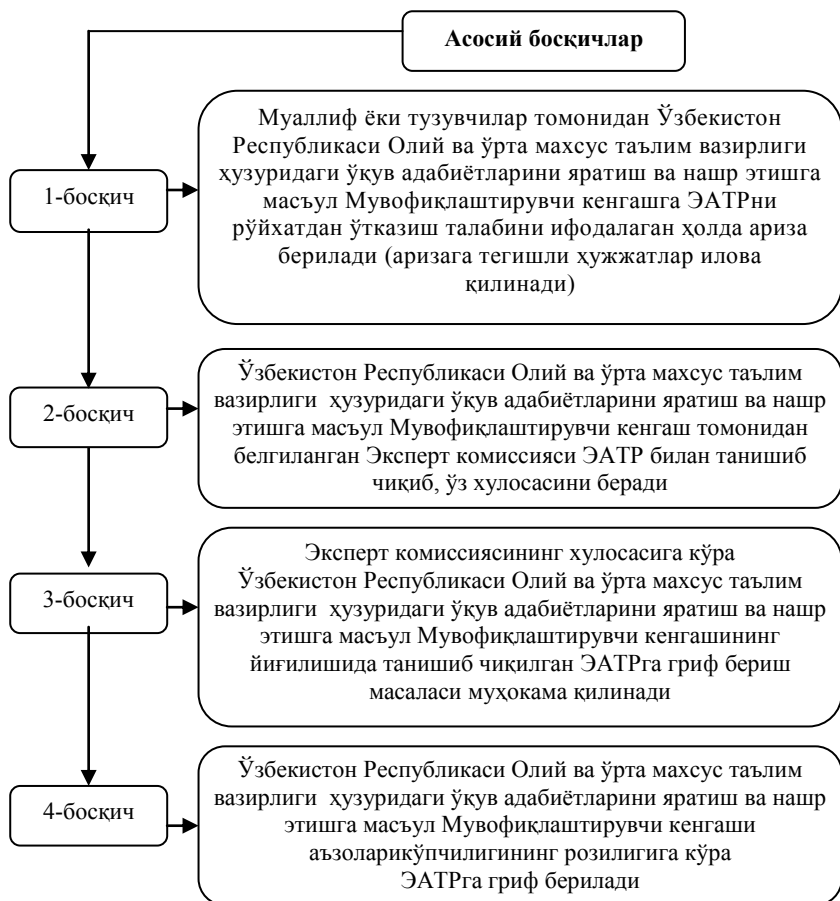 Асосий босқичлар
Муаллиф ёки тузувчилар томонидан Ўзбекистон
Республикаси Олий ва ўрта махсус таълим вазирлиги
ҳузуридаги ўқув адабиётларини яратиш ва нашр этишга
масъул Мувофиқлаштирувчи кенгашга ЭАТРни
рўйхатдан ўтказиш талабини ифодалаган ҳолда ариза
берилади (аризага тегишли ҳужжатлар илова
қилинади)
1-босқич
Ўзбекистон Республикаси Олий ва ўрта махсус таълим
вазирлиги ҳузуридаги ўқув адабиётларини яратиш ва нашр
этишга масъул Мувофиқлаштирувчи кенгаш томонидан
белгиланган Эксперт комиссияси ЭАТР билан танишиб
чиқиб, ўз хулосасини беради
2-босқич
Эксперт комиссиясининг хулосасига кўра
Ўзбекистон Республикаси Олий ва ўрта махсус таълим
вазирлиги ҳузуридаги ўқув адабиётларини яратиш ва нашр
этишга масъул Мувофиқлаштирувчи кенгашининг
йиғилишида танишиб чиқилган ЭАТРга гриф бериш
масаласи муҳокама қилинади
3-босқич
Ўзбекистон Республикаси Олий ва ўрта махсус таълим
вазирлиги ҳузуридаги ўқув адабиётларини яратиш ва нашр
этишга масъул Мувофиқлаштирувчи кенгаши
аъзоларикўпчилигининг розилигига кўра
ЭАТРга гриф берилади
4-босқич